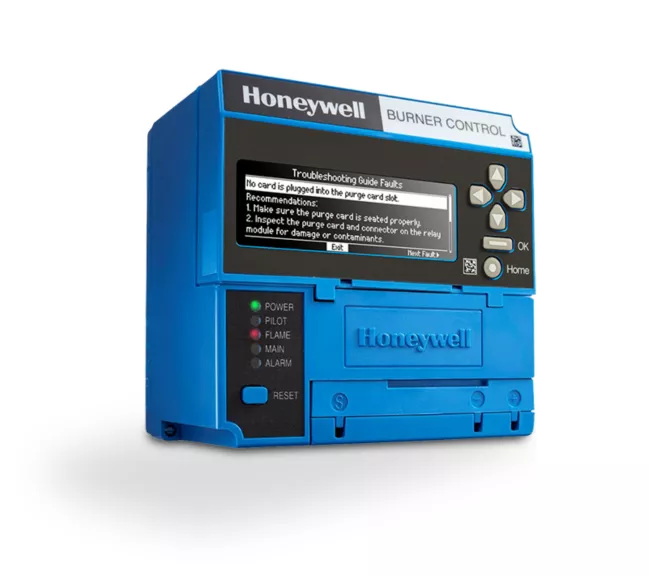 Honeywell
BURNER CONTROL
Troubleshooting Guide Faults
No card is plugged into the purge card slot.
Recommendations:
1. Make sure the purge card is seated properly.
2. Inspect the purge card and connector on the relay
module for damage or contaminants.
Exit
Next Fault
OK
Home
POWER
PILOT
FLAME
MAIN
ALARM
RESET
Honeywell
S
-
+